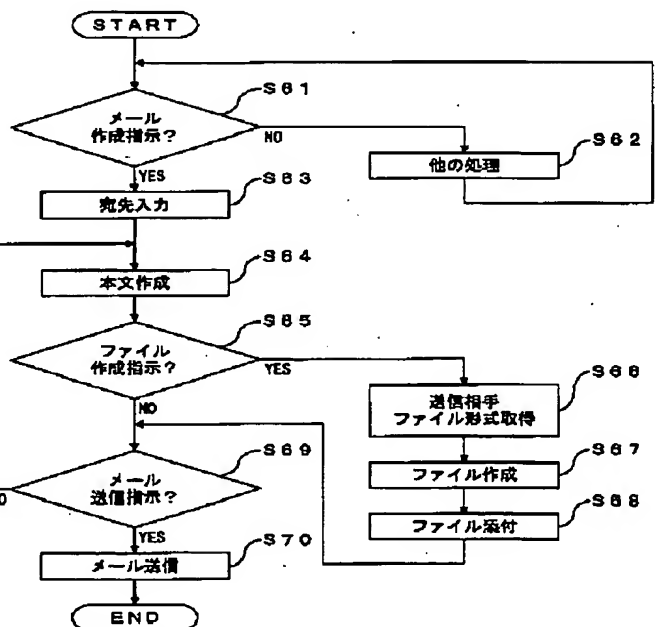 START
S61
メール
作成指示?
NO
S62
他の処理
YES
S63
宛先入力
S64
本文作成
S65
ファイル
作成指示?
YES
S66
送信相手
ファイル形式取得
NO
S67
ファイル作成
S69
メール
送信指示?
S68
ファイル添付
O
YES
S70
メール送信
END